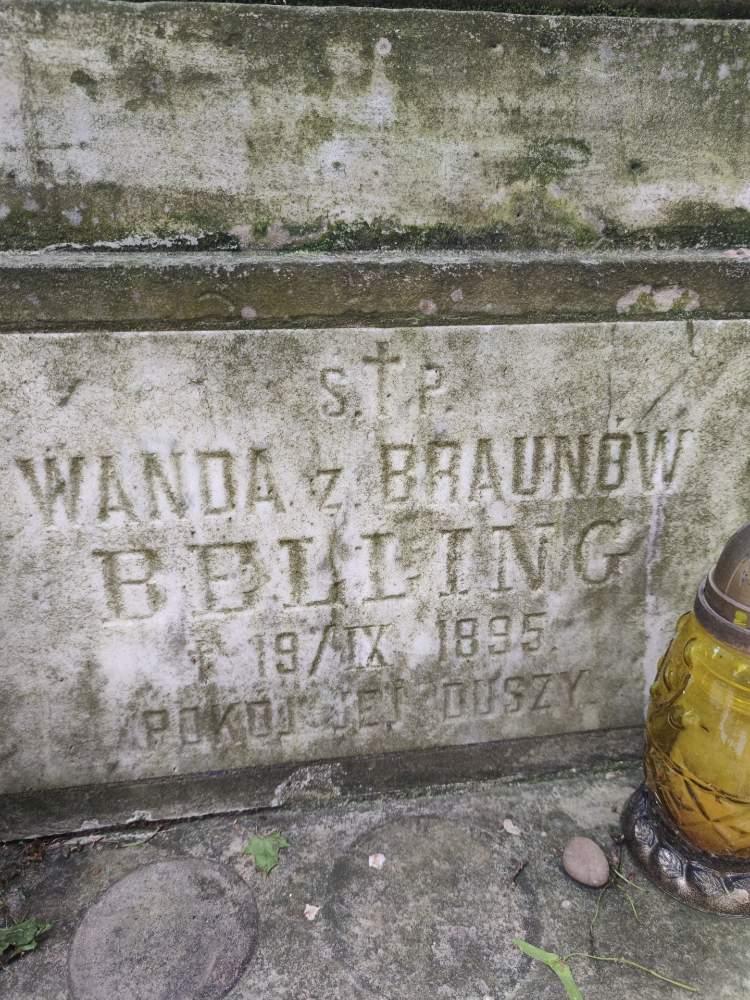 Ś. † P.
WANDA z BRAUNÓW
BELLING
† 19/IX 1895.
POKÓJ JEJ DUSZY.